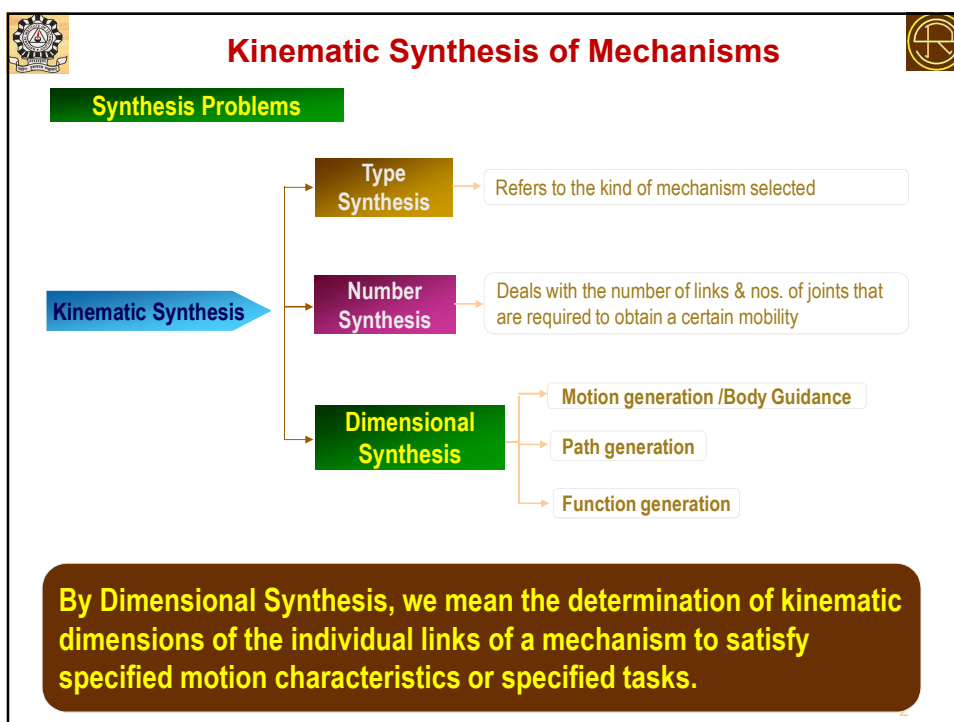 Kinematic Synthesis of Mechanisms
Synthesis Problems
Type
Synthesis
Refers to the kind of mechanism selected
Kinematic Synthesis
Number
Synthesis
Deals with the number of links & nos. of joints that
are required to obtain a certain mobility
Dimensional
Synthesis
Motion generation /Body Guidance
Path generation
Function generation
By Dimensional Synthesis, we mean the determination of kinematic
dimensions of the individual links of a mechanism to satisfy
specified motion characteristics or specified tasks.